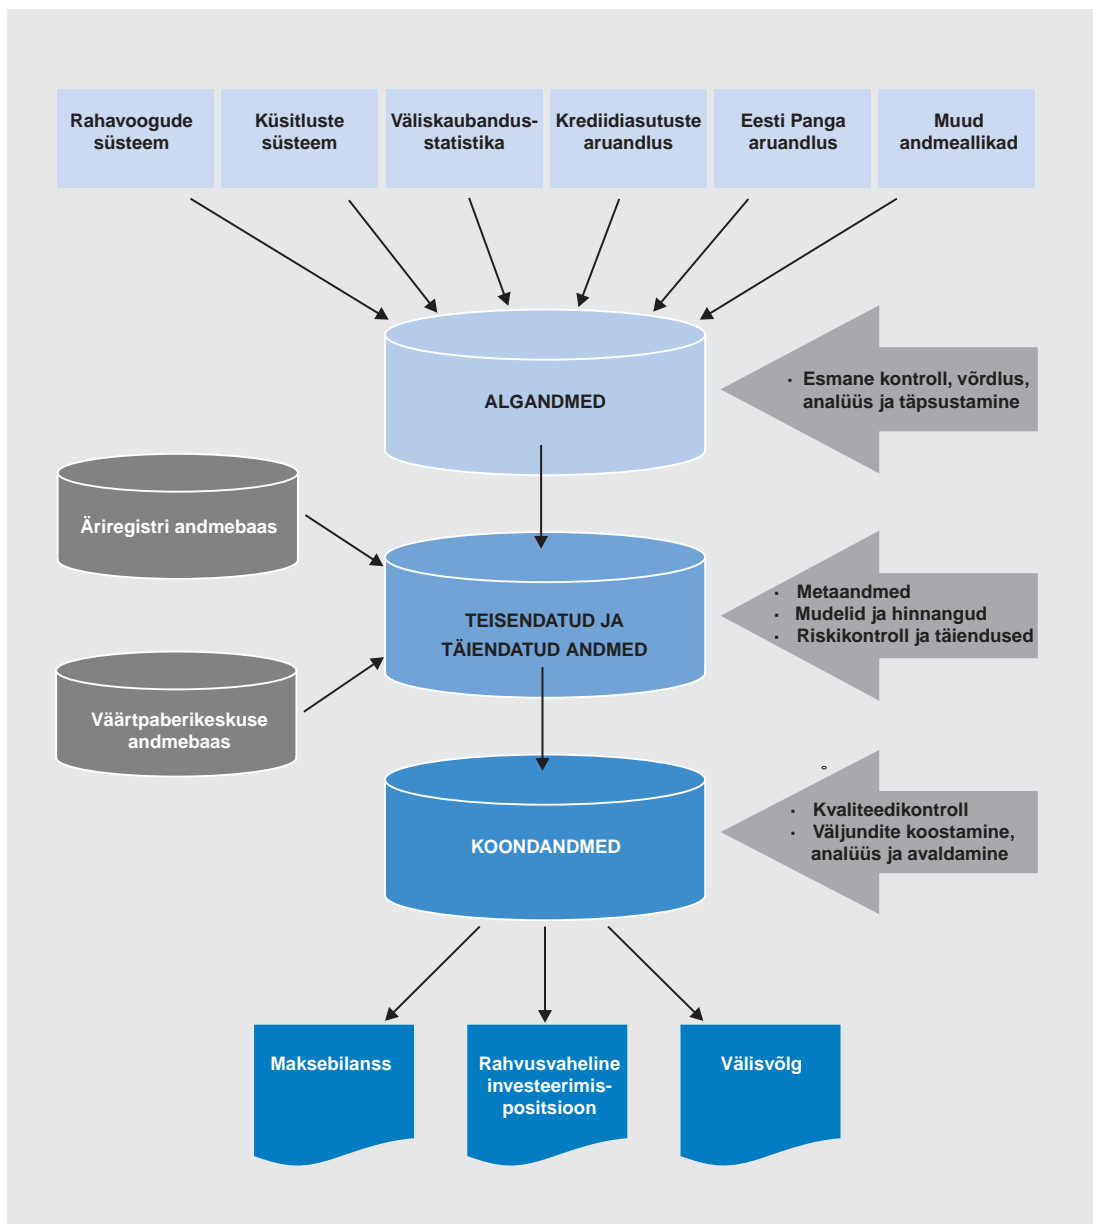 Rahavoogude
süsteem
Küsitluste
süsteem
Väliskaubandus-
statistika
Krediidiasutuste
aruandlus
Eesti Panga
aruandlus
Muud
andmeallikad
ALGANDMED
· Esmane kontroll, võrdlus,
analüüs ja täpsustamine
Äriregistri andmebaas
TEISENDATUD JA
TÄIENDATUD ANDMED
· Metaandmed
· Mudelid ja hinnangud
· Riskikontroll ja täiendused
Väärtpaberikeskuse
andmebaas
KOONDANDMED
· Kvaliteedikontroll
· Väljundite koostamine,
analüüs ja avaldamine
Maksebilanss
Rahvusvaheline
investeerimis-
positsioon
Välisvõlg